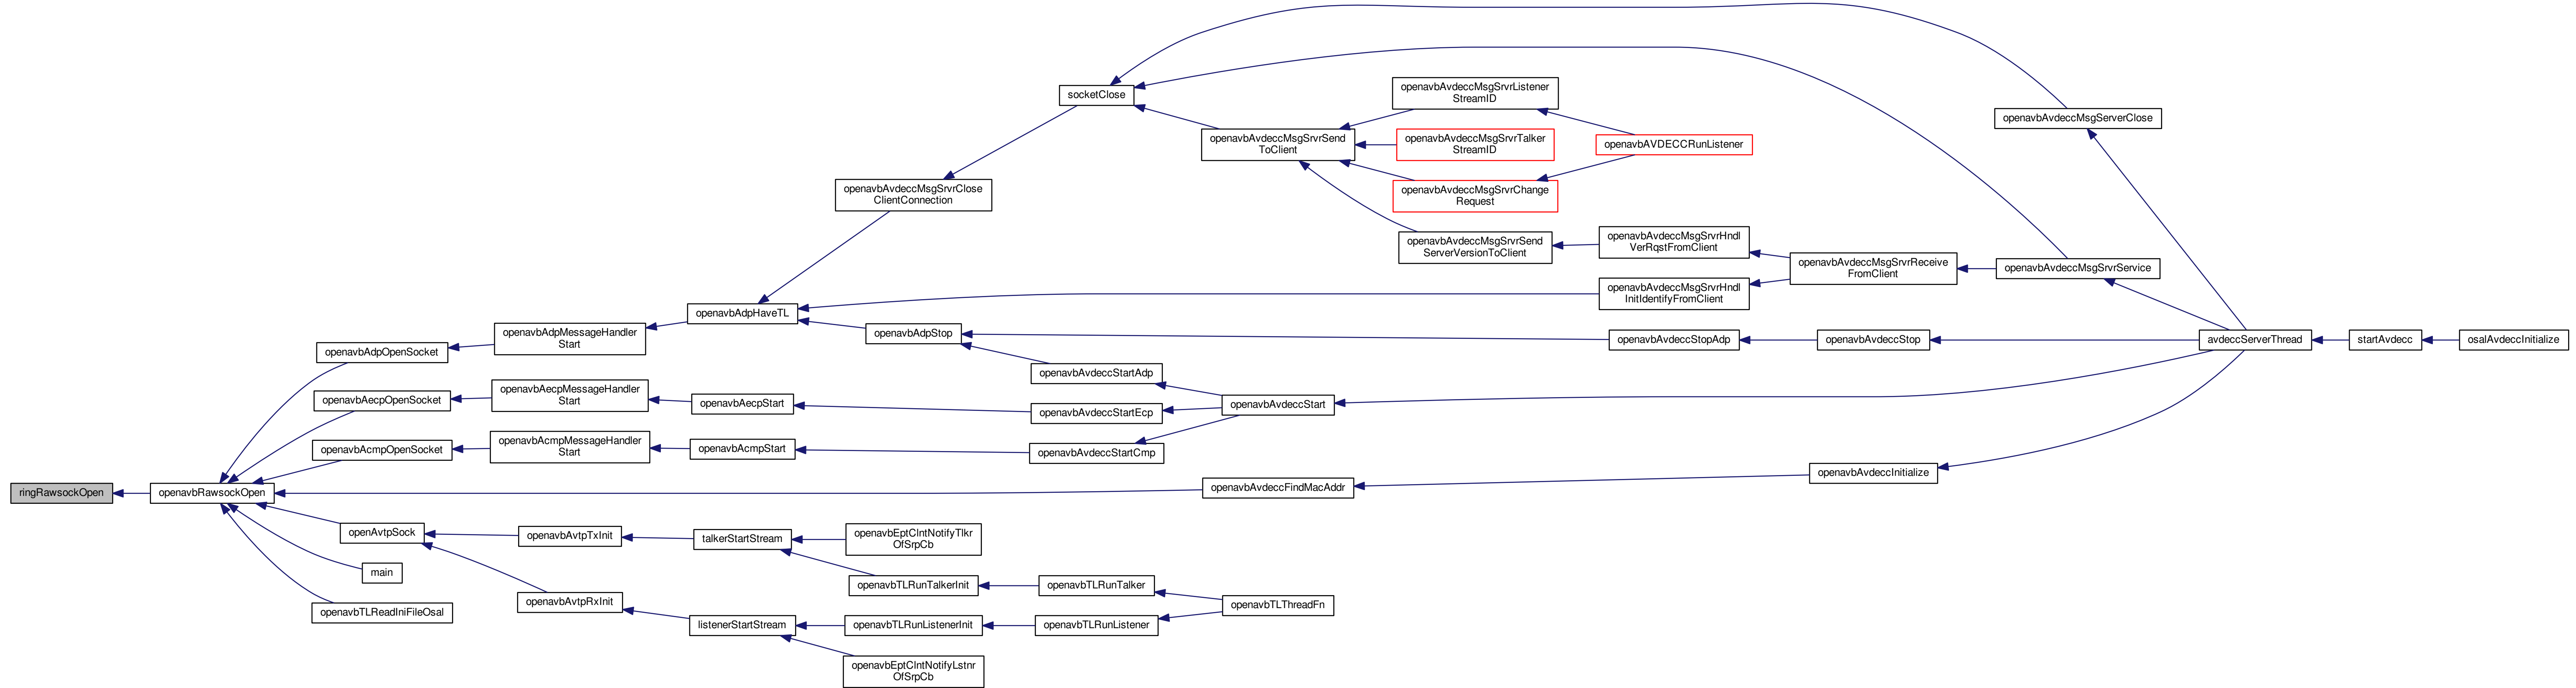 ringRawsockOpen
openavbRawsockOpen
openavbAdpOpenSocket
openavbAdpMessageHandler
Start
openavbAdpHaveTL
openavbAvdeccMsgSrvrClose
ClientConnection
socketClose
openavbAvdeccMsgSrvrSend
ToClient
openavbAvdeccMsgSrvrListener
StreamID
openavbAvdeccMsgSrvrTalker
StreamID
openavbAvdeccMsgSrvrChange
Request
openavbAVDECCRunListener
openavbAvdeccMsgSrvrSend
ServerVersionToClient
openavbAvdeccMsgSrvrHndl
VerRqstFromClient
openavbAvdeccMsgSrvrHndl
InitIdentifyFromClient
openavbAvdeccMsgSrvrReceive
FromClient
openavbAvdeccMsgSrvrService
openavbAvdeccMsgServerClose
openavbAdpStop
openavbAvdeccStopAdp
openavbAvdeccStop
avdeccServerThread
startAvdecc
osalAvdeccInitialize
openavbAvdeccStartAdp
openavbAecpOpenSocket
openavbAecpMessageHandler
Start
openavbAecpStart
openavbAvdeccStartEcp
openavbAvdeccStart
openavbAcmpOpenSocket
openavbAcmpMessageHandler
Start
openavbAcmpStart
openavbAvdeccStartCmp
openavbAvdeccFindMacAddr
openavbAvdeccInitialize
openAvtpSock
openavbAvtpTxInit
talkerStartStream
openavbEptClntNotifyTlkr
OfSrpCb
openavbTLRunTalkerInit
openavbTLRunTalker
openavbTLThreadFn
main
openavbTLReadIniFileOsal
openavbAvtpRxInit
listenerStartStream
openavbTLRunListenerInit
openavbTLRunListener
openavbEptClntNotifyLstnr
OfSrpCb